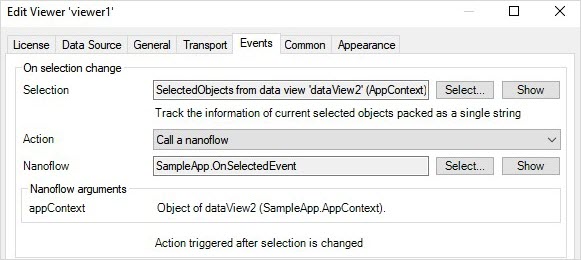 Edit Viewer 'viewer1'
License Data Source General Transport Events Common Appearance
On selection change
Selection SelectedObjects from data view 'dataView2' (AppContext) Select... Show
Track the information of current selected objects packed as a single string
Action Call a nanoflow
Nanoflow SampleApp.OnSelectedEvent Select... Show
Nanoflow arguments
appContext Object of dataView2 (SampleApp.AppContext).
Action triggered after selection is changed